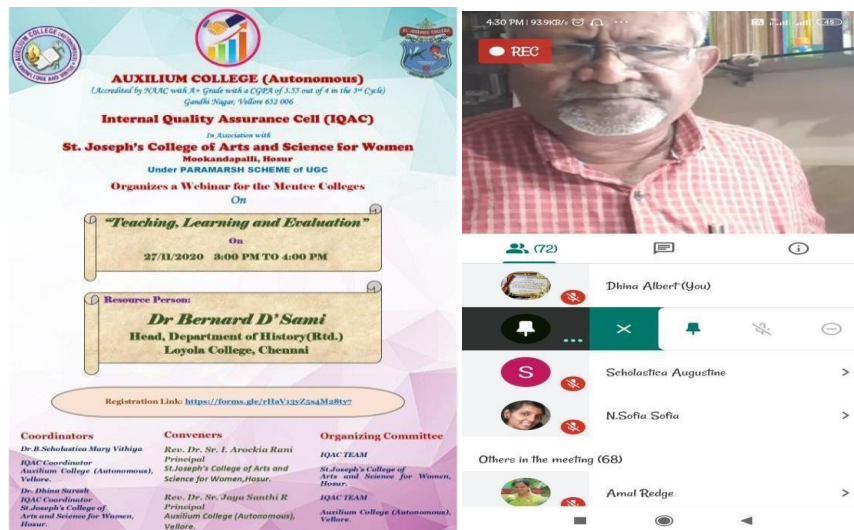 AUXILIUM COLLEGE (Autonomous)
(Accredited by NAAC with A+ Grade with a CGPA of 3.55 out of 4 in the 3rd Cycle)
Gandhi Nagar, Vellore 632 006
Internal Quality Assurance Cell (IQAC)
In Association with
St. Joseph's College of Arts and Science for Women
Mookandapalli, Hosur
Under PARAMARSH SCHEME of UGC
Organizes a Webinar for the Mentee Colleges
On
"Teaching, Learning and Evaluation"
On
27/11/2020 3:00 PM TO 4:00 PM
Resource Person:
Dr Bernard D' Sami
Head, Department of History(Rtd.)
Loyola College, Chennai
Registration Link: https://forms.gle/rHaV13yZ5s4M28ty7
Coordinators
Dr.B.Scholastica Mary Vithiya
IQAC Coordinator
Auxilium College (Autonomous),
Vellore.
Dr. Dhina Suresh
IQAC Coordinator
St.Joseph's College of
Arts and Science for Women,
Hosur.
Conveners
Rev. Dr. Sr. I. Arockia Rani
Principal
St.Joseph's College of Arts and
Science for Women,Hosur.
Rev. Dr. Sr. Jaya Santhi R
Principal
Auxilium College (Autonomous),
Vellore.
Organizing Committee
IQAC TEAM
St.Joseph's College of
Arts and Science for Women,
Hosur.
IQAC TEAM
Auxilium College (Autonomous),
Vellore.
4:30 PM | 93.9KB/s
45
REC
(72)
Dhina Albert (You)
S
Scholastica Augustine
N.Sofia Sofia
Others in the meeting (68)
Amal Redge